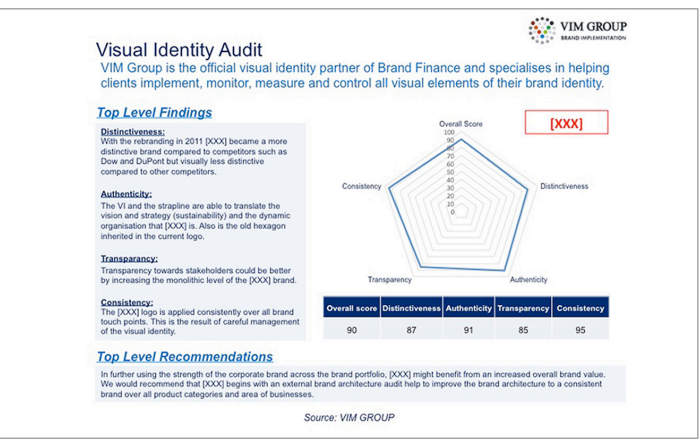 VIM GROUP
BRAND IMPLEMENTATION
Visual Identity Audit
VIM Group is the official visual identity partner of Brand Finance and specialises in helping
clients implement, monitor, measure and control all visual elements of their brand identity.
Top Level Findings
Distinctiveness:
With the rebranding in 2011 [XXX] became a more
distinctive brand compared to competitors such as
Dow and DuPont but visually less distinctive
compared to other competitors.
Authenticity:
The VI and the strapline are able to translate the
vision and strategy (sustainability) and the dynamic
organisation that [XXX] is. Also is the old hexagon
inherited in the current logo.
Transparancy:
Transparency towards stakeholders could be better
by increasing the monolithic level of the [XXX] brand.
Consistency:
The [XXX] logo is applied consistently over all brand
touch points. This is the result of careful management
of the visual identity.
[XXX]
Overall Score
100
90
80
70
60
50
40
30
20
10
0
Consistency
Distinctiveness
Transparency
Authenticity
Overall score Distinctiveness Authenticity Transparency Consistency
90 87 91 85 95
Top Level Recommendations
In further using the strength of the corporate brand across the brand portfolio, [XXX] might benefit from an increased overall brand value.
We would recommend that [XXX] begins with an external brand architecture audit help to improve the brand architecture to a consistent
brand over all product categories and area of businesses.
Source: VIM GROUP